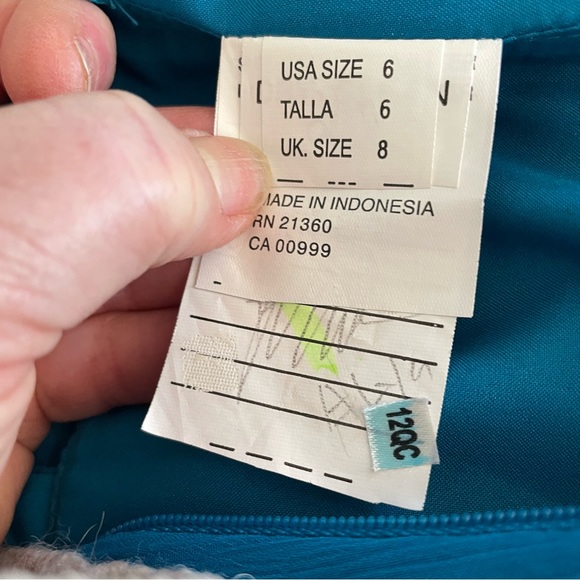 USA SIZE 6
TALLA 6
UK. SIZE 8
MADE IN INDONESIA
RN 21360
CA 00999
12QC